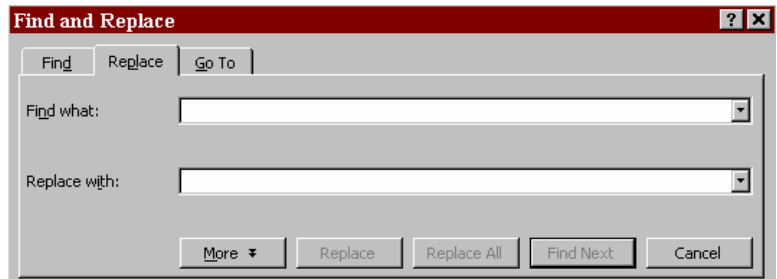 Find and Replace
Find Replace Go To
Find what:
Replace with:
More Replace Replace All Find Next Cancel